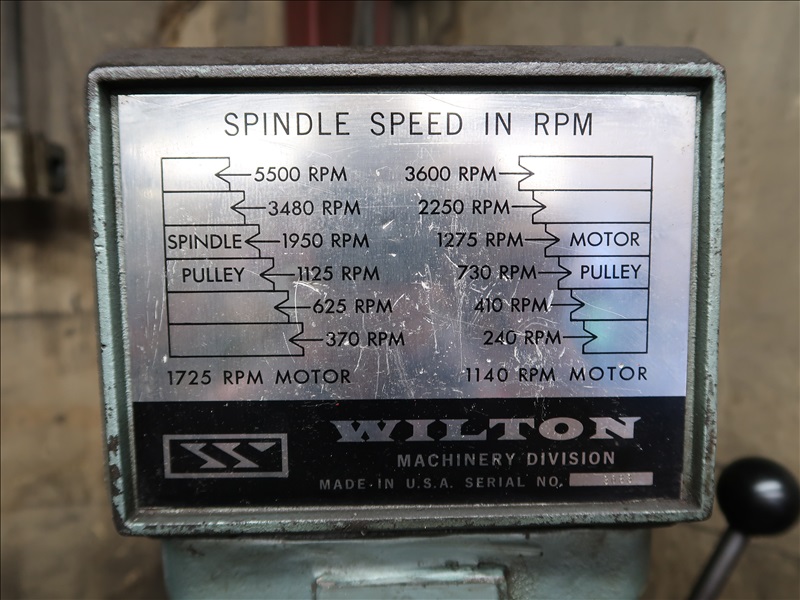 SPINDLE SPEED IN RPM
5500 RPM 3600 RPM
3480 RPM 2250 RPM
SPINDLE 1950 RPM 1275 RPM MOTOR
PULLEY 1125 RPM 730 RPM PULLEY
625 RPM 410 RPM
370 RPM 240 RPM
1725 RPM MOTOR 1140 RPM MOTOR
WILTON
MACHINERY DIVISION
MADE-IN U.S.A. SERIAL NO.